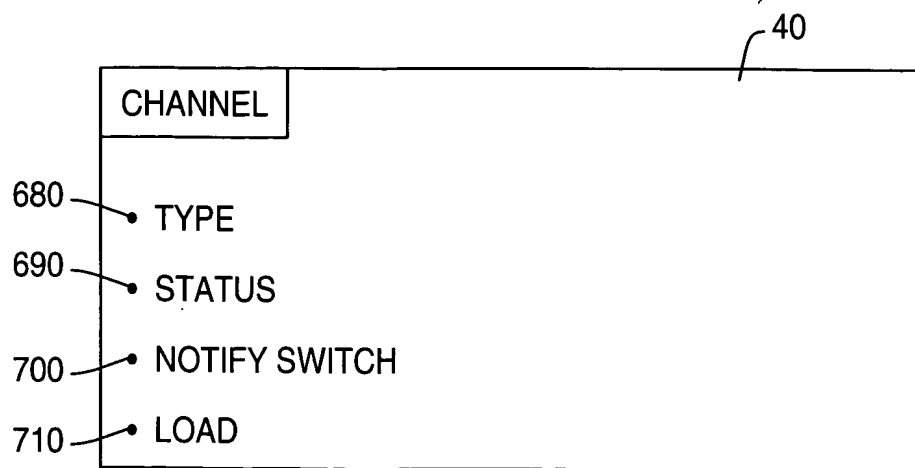 40
CHANNEL
680 • TYPE
690 • STATUS
700 • NOTIFY SWITCH
710 • LOAD